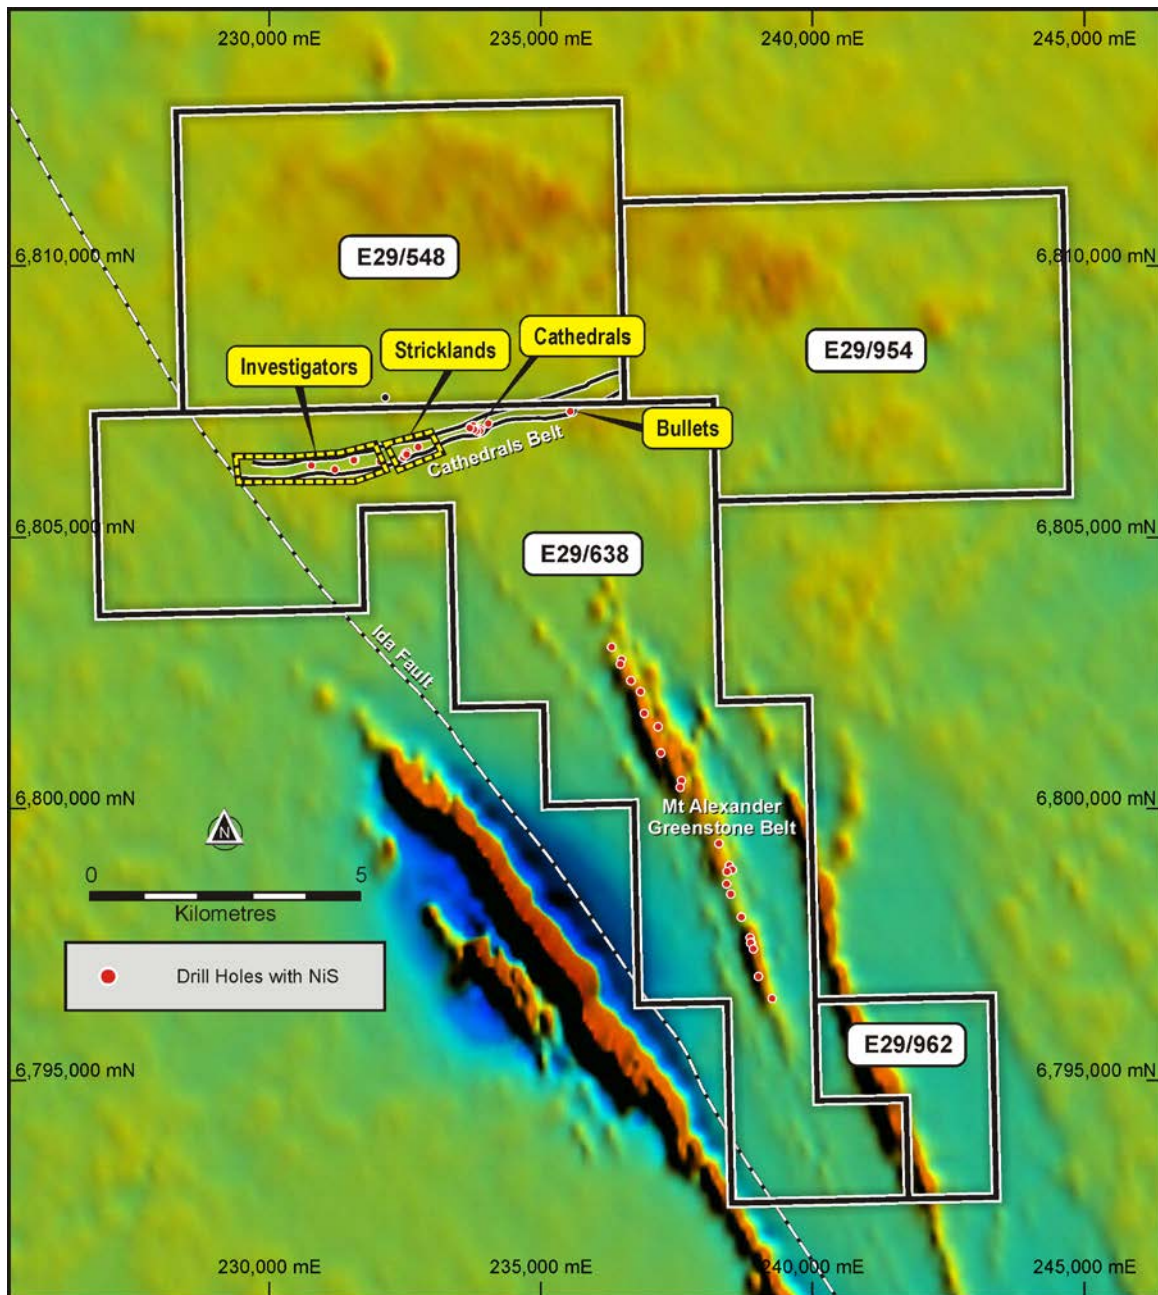 230,000 mE
235,000 mE
240,000 mE
245,000 mE
E29/548
6,810,000 mN
6,810,000 mN
Cathedrals
Stricklands
E29/954
Investigators
Bullets
Cathedrals Belt
6,805,000 mN
6,805,000 mN
E29/638
Ida Fault
6,800,000 mN
6,800,000 mN
Mt Alexander
Greenstone Belt
N
0
5
Kilometres
Drill Holes with NiS
E29/962
6,795,000 mN
6,795,000 mN
230,000 mE
235,000 mE
240,000 mE
245,000 mE